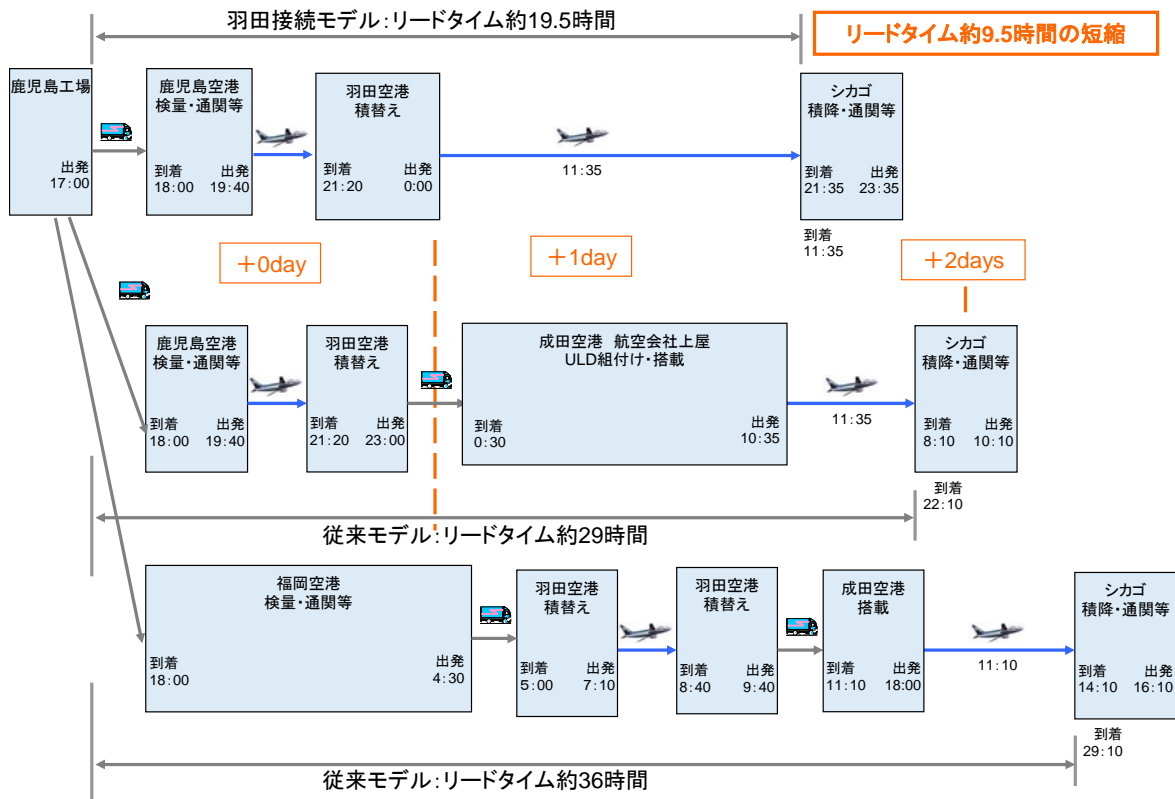 羽田接続モデル：リードタイム約19.5時間
リードタイム約9.5時間の短縮
鹿児島工場
出発
17：00
鹿児島空港
検量・通関等
到着 出発
18：00 19：40
羽田空港
積替え
到着 出発
21：20 0:00
11：35
シカゴ
積降・通関等
到着 出発
21：35 23：35
到着
11：35
＋0day
＋1day
＋2days
鹿児島空港
検量・通関等
到着 出発
18：00 19：40
羽田空港
積替え
到着 出発
21：20 23：00
成田空港 航空会社上屋
ULD組付け・搭載
到着 出発
0：30 10：35
11：35
シカゴ
積降・通関等
到着 出発
8：10 10：10
到着
22：10
従来モデル：リードタイム約29時間
福岡空港
検量・通関等
到着 出発
18：00 4：30
羽田空港
積替え
到着 出発
5：00 7：10
羽田空港
積替え
到着 出発
8：40 9：40
成田空港
搭載
到着 出発
11：10 18：00
11：10
シカゴ
積降・通関等
到着 出発
14：10 16：10
到着
29：10
従来モデル：リードタイム約36時間